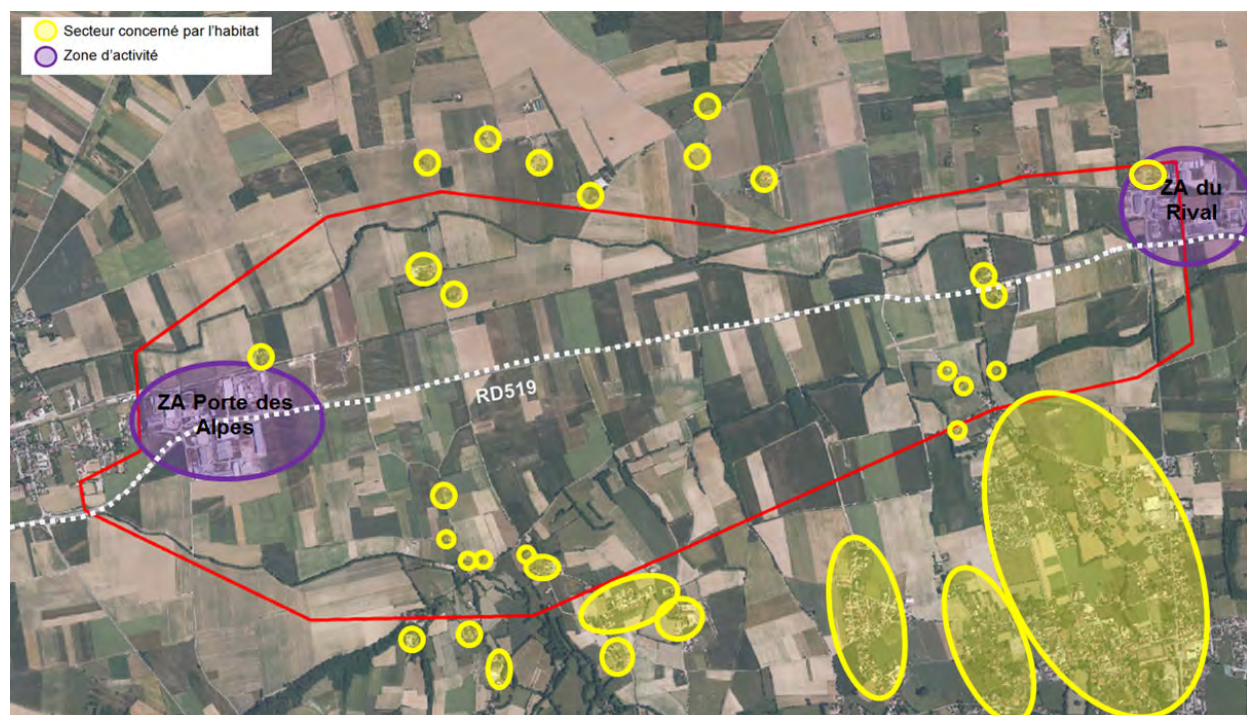 Secteur concerné par l'habitat
Zone d'activité
ZA du
Rival
RD519
ZA Porte des
Alpes